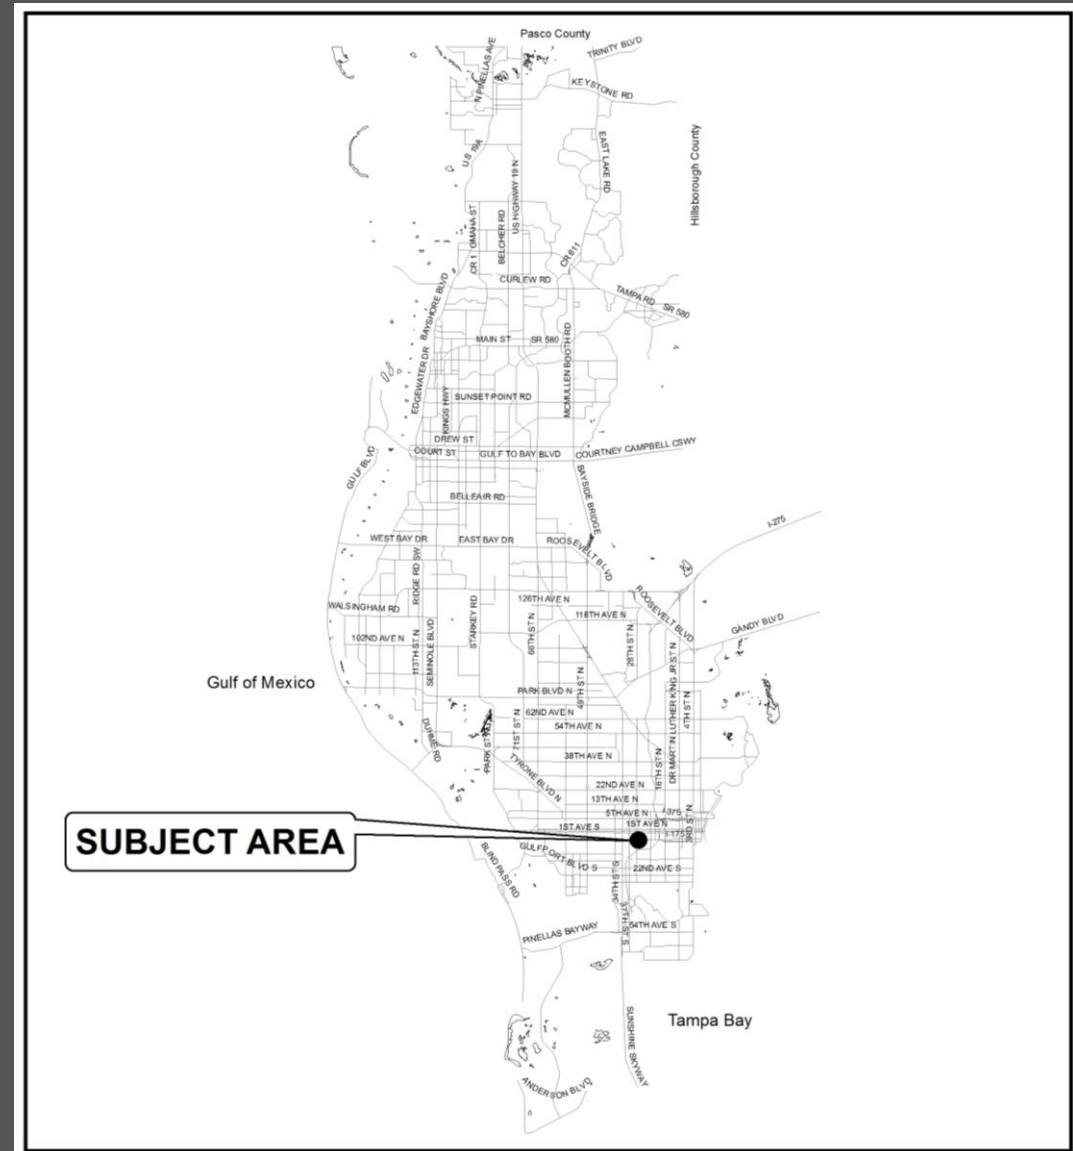 Pasco County
TRINITY BLVD
N PINELLAS AVE
KEYSTONE RD
Hillsborough County
EAST LAKE RD
U.S 19A
US HIGHWAY 19 N
OMAHA ST
CR 1
BELCHER RD
CR 611
CURLEW RD
TAMPA RD
SR 580
BAYSHORE BLVD
MAIN ST
SR 580
MCMULLEN BOOTH RD
EDGEWATER DR
KINGS HWY
SUNSET POINT RD
DREW ST
COURT ST
GULF TO BAY BLVD
COURTNEY CAMPBELL CSWY
GULF BLVD
BAYSIDE BRIDGE
BELLEAIR RD
I-275
WEST BAY DR
EAST BAY DR
ROOSEVELT BLVD
RIDGE RD SW
WALSINGHAM RD
126TH AVE N
118TH AVE N
ROOSEVELT BLVD
GANDY BLVD
STARKEY RD
66TH ST N
28TH ST N
102ND AVE N
113TH ST N
SEMINOLE BLVD
Gulf of Mexico
49TH ST N
DR MARTIN LUTHER KING JR ST N
4TH ST N
PARK BLVD N
62ND AVE N
54TH AVE N
DUHME RD
PARK ST N
71ST ST N
38TH AVE N
16TH ST N
TYRONE BLVD N
22ND AVE N
13TH AVE N
5TH AVE N
I-375
1ST AVE N
1ST AVE S
I-175
3RD ST N
SUBJECT AREA
GULFPORT BLVD S
22ND AVE S
BLIND PASS RD
34TH ST S
37TH ST S
54TH AVE S
PINELLAS BAYWAY
Tampa Bay
SUNSHINE SKYWAY
ANDERSON BLVD